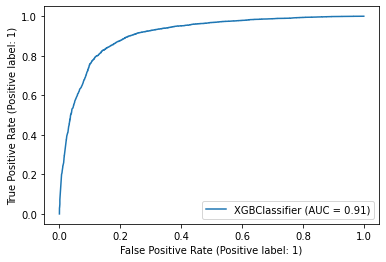 1.0
0.8
0.6
0.4
0.2
0.0
True Positive Rate (Positive label: 1)
XGBClassifier (AUC = 0.91)
0.0 0.2 0.4 0.6 0.8 1.0
False Positive Rate (Positive label: 1)